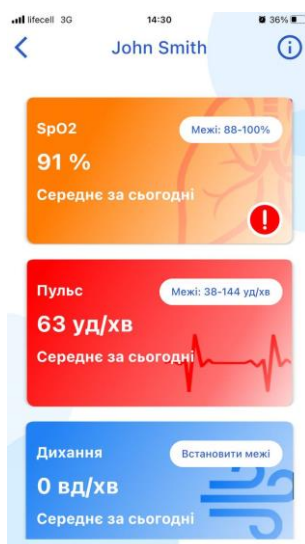 lifecell 3G 14:30 36%
John Smith
SpO2
Межі: 88-100%
91 %
Середнє за сьогодні
Пульс
Межі: 38-144 уд/хв
63 уд/хв
Середнє за сьогодні
Дихання
Встановити межі
0 вд/хв
Середнє за сьогодні